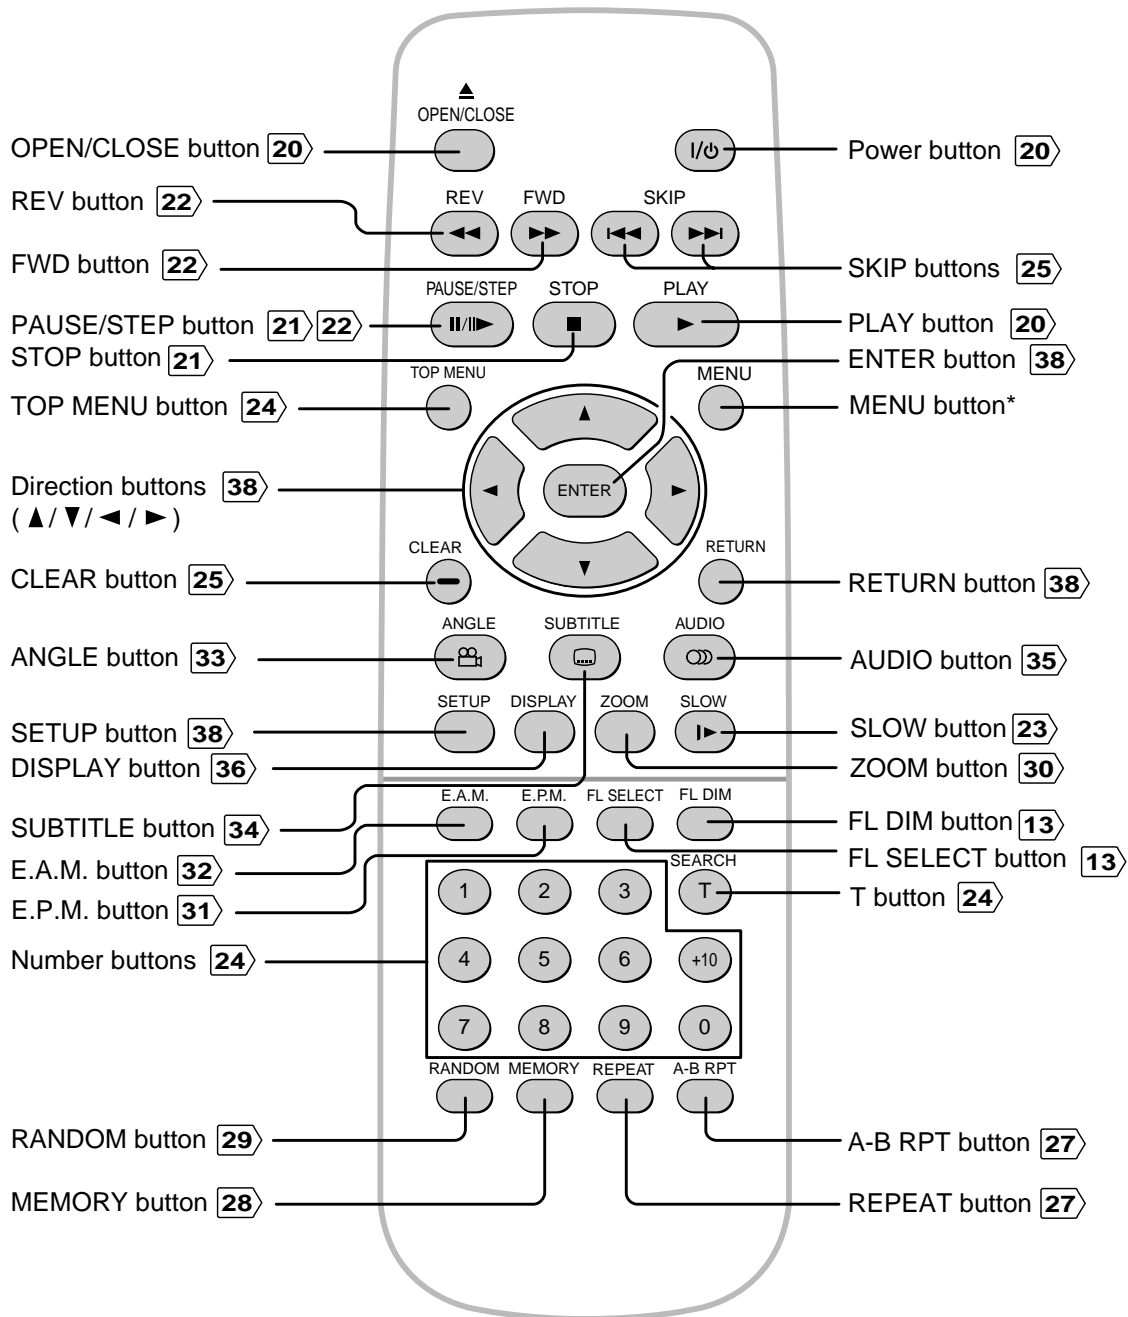 OPEN/CLOSE
OPEN/CLOSE button 20
I/
Power button 20
REV FWD SKIP
REV button 22
FWD button 22
SKIP buttons 25
PAUSE/STEP STOP PLAY
PAUSE/STEP button 21 22
PLAY button 20
STOP button 21
ENTER button 38
TOP MENU MENU
TOP MENU button 24
MENU button*
Direction buttons 38
(▲/▼/◄/►)
ENTER
CLEAR RETURN
CLEAR button 25
RETURN button 38
ANGLE SUBTITLE AUDIO
ANGLE button 33
AUDIO button 35
SETUP DISPLAY ZOOM SLOW
SETUP button 38
SLOW button 23
DISPLAY button 36
ZOOM button 30
E.A.M. E.P.M. FL SELECT FL DIM
SUBTITLE button 34
FL DIM button 13
FL SELECT button 13
SEARCH
E.A.M. button 32
1 2 3 T
T button 24
E.P.M. button 31
Number buttons 24
4 5 6 +10
7 8 9 0
RANDOM MEMORY REPEAT A-B RPT
RANDOM button 29
A-B RPT button 27
MEMORY button 28
REPEAT button 27